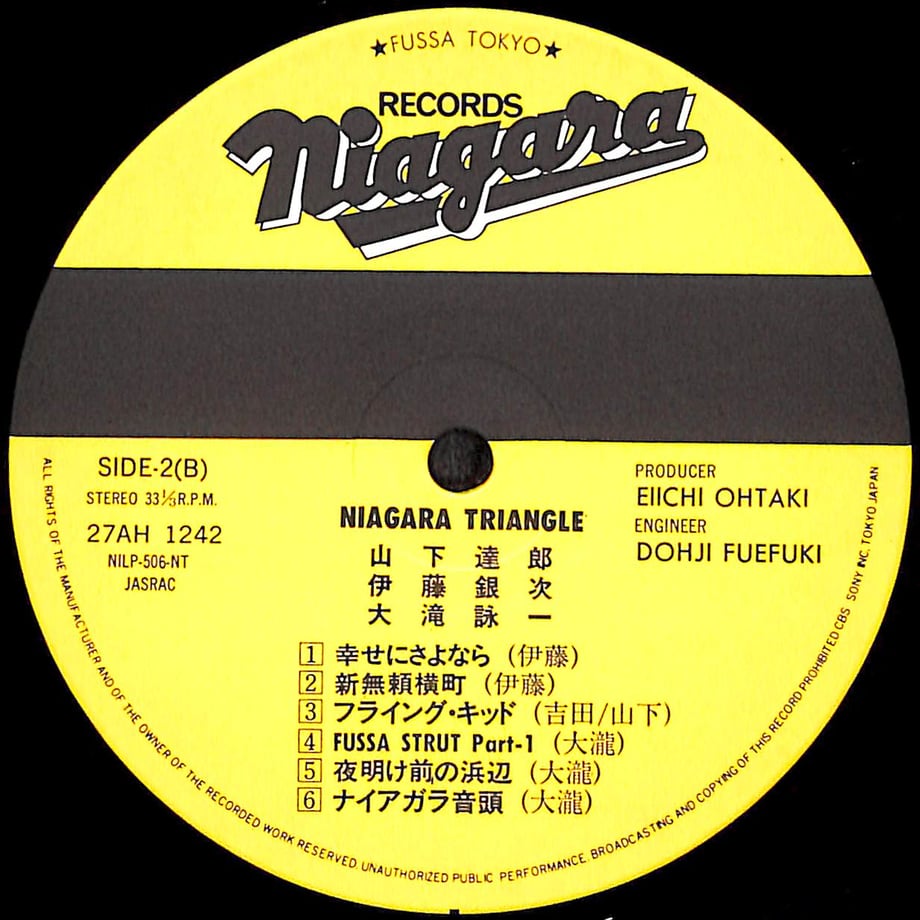 ★FUSSA TOKYO★
RECORDS
Niagara
SIDE-2(B)
STEREO 33⅓R.P.M.
27AH 1242
NILP-506-NT
JASRAC
PRODUCER
EIICHI OHTAKI
ENGINEER
DOHJI FUEFUKI
NIAGARA TRIANGLE
山下達郎
伊藤銀次
大滝詠一
1 幸せにさよなら (伊藤)
2 新無頼横町 (伊藤)
3 フライング・キッド (吉田/山下)
4 FUSSA STRUT Part-1 (大瀧)
5 夜明け前の浜辺 (大瀧)
6 ナイアガラ音頭 (大瀧)
ALL RIGHTS OF THE MANUFACTURER AND OF THE OWNER OF THE RECORDED WORK RESERVED. UNAUTHORIZED PUBLIC PERFORMANCE. BROADCASTING AND COPYING OF THIS RECORD PROHIBITED CBS SONY INC. TOKYO JAPAN